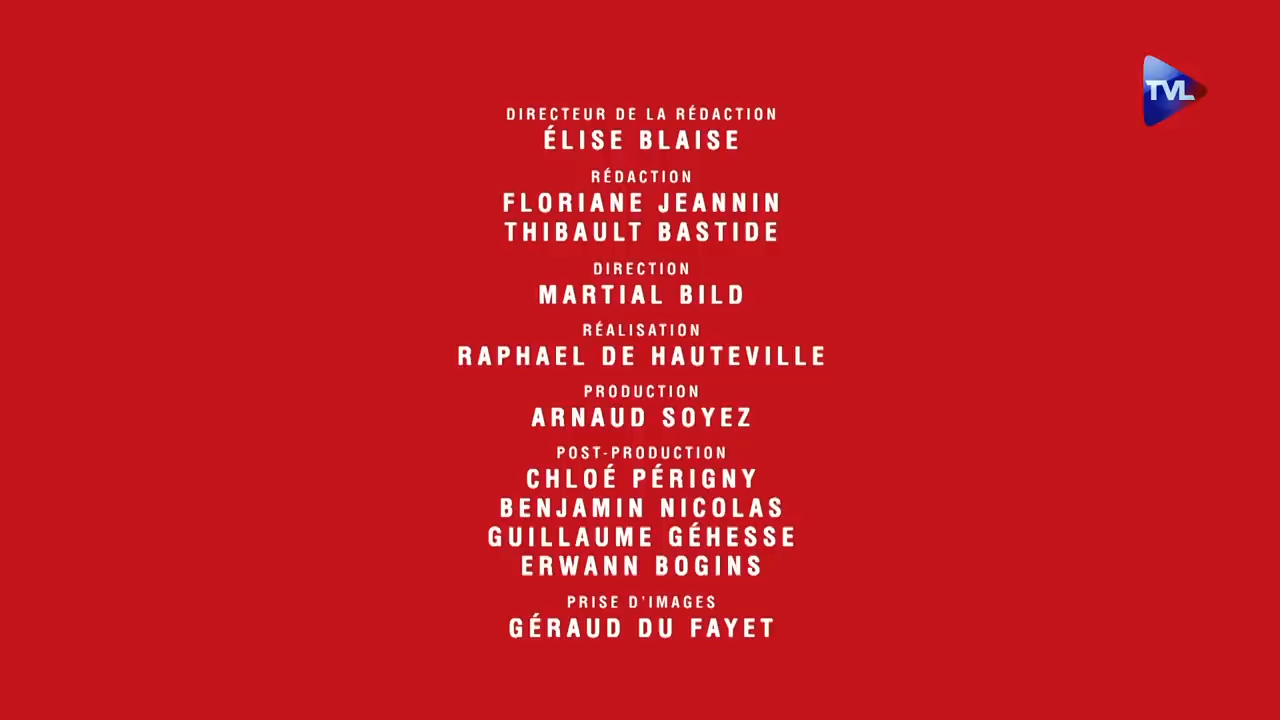 TVL
DIRECTEUR DE LA RÉDACTION
ÉLISE BLAISE
RÉDACTION
FLORIANE JEANNIN
THIBAULT BASTIDE
DIRECTION
MARTIAL BILD
RÉALISATION
RAPHAEL DE HAUTEVILLE
PRODUCTION
ARNAUD SOYEZ
POST-PRODUCTION
CHLOÉ PÉRIGNY
BENJAMIN NICOLAS
GUILLAUME GÉHESSE
ERWANN BOGINS
PRISE D'IMAGES
GÉRAUD DU FAYET